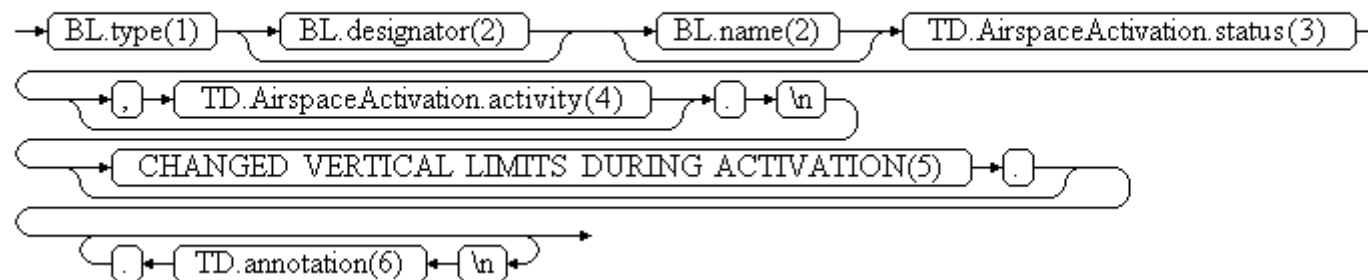 BL.type(1) BL.designator(2) BL.name(2) TD.AirspaceActivation.status(3)
, TD.AirspaceActivation.activity(4) . \n
CHANGED VERTICAL LIMITS DURING ACTIVATION(5) .
. TD.annotation(6) \n